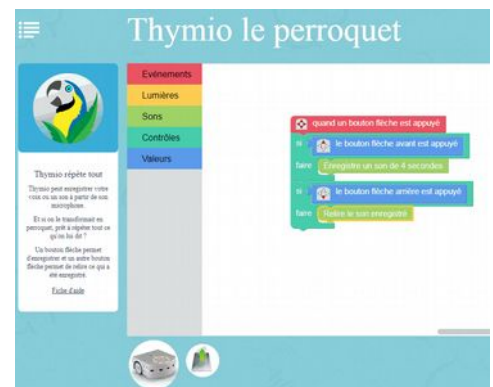 Thymio le perroquet
Thymio répète tout
Thymio peut enregistrer votre
voix ou un son à partir de son
microphone.
Et si on le transformait en
perroquet, prêt à répéter tout ce
qu'on lui dit ?
Un bouton flèche permet
d'enregistrer et un autre bouton
flèche permet de relire ce qui a
été enregistré.
Fiche d'aide
Evénements
Lumières
Sons
Contrôles
Valeurs
quand un bouton flèche est appuyé
si le bouton flèche avant est appuyé
faire Enregistre un son de 4 secondes
si le bouton flèche arrière est appuyé
faire Relire le son enregistré